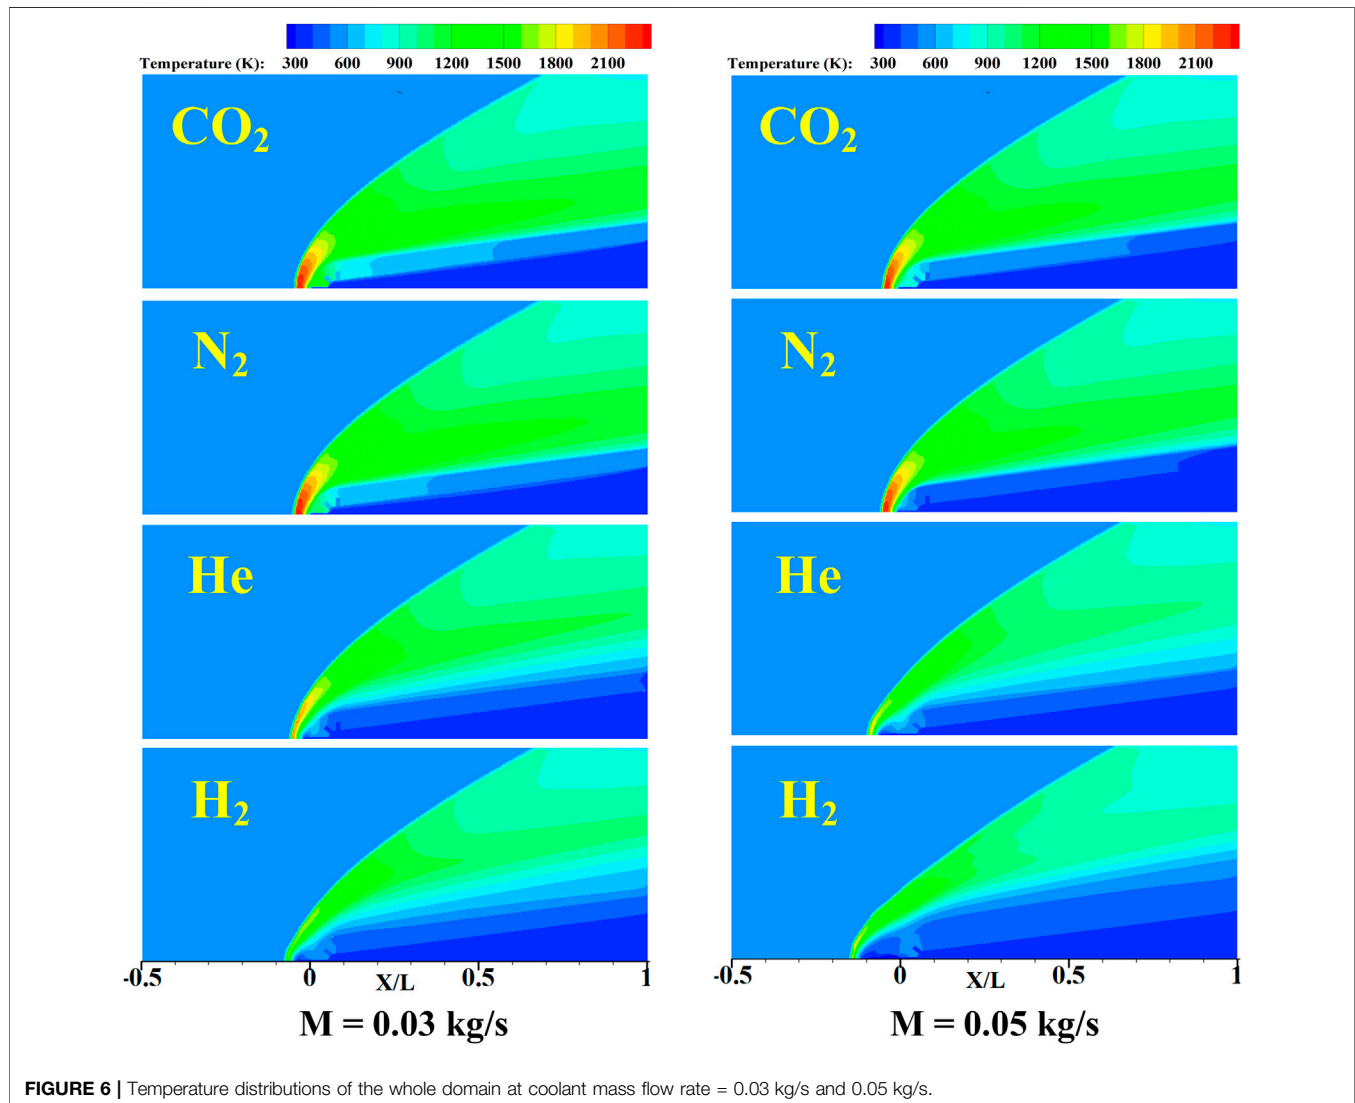 Temperature (K): 300 600 900 1200 1500 1800 2100
Temperature (K): 300 600 900 1200 1500 1800 2100
CO₂
CO₂
N₂
N₂
He
He
H₂
H₂
-0.5 0 X/L 0.5 1
-0.5 0 X/L 0.5 1
M = 0.03 kg/s
M = 0.05 kg/s
FIGURE 6 | Temperature distributions of the whole domain at coolant mass flow rate = 0.03 kg/s and 0.05 kg/s.